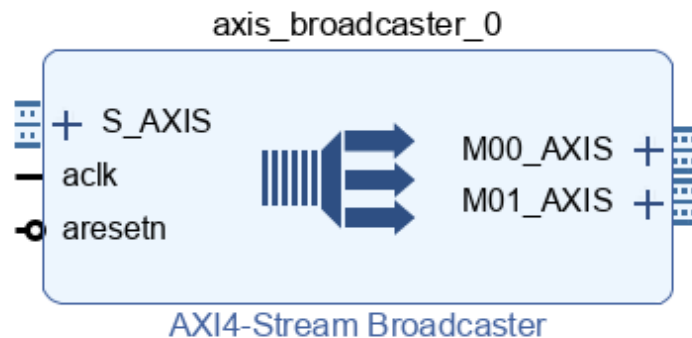 axis_broadcaster_0
S_AXIS
aclk
aresetn
M00_AXIS
M01_AXIS
AXI4-Stream Broadcaster